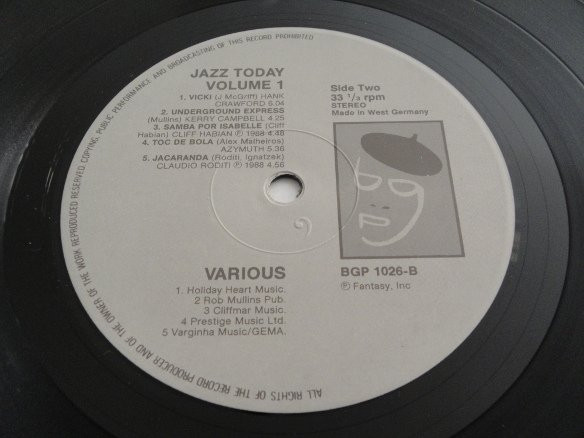 ALL RIGHTS OF THE RECORD PRODUCER AND OF THE OWNER OF THE WORK REPRODUCED RESERVED COPYING, PUBLIC PERFORMANCE AND BROADCASTING OF THIS RECORD PROHIBITED
JAZZ TODAY
VOLUME 1
1. VICKI (J McGriff) HANK
CRAWFORD 6.04
2. UNDERGROUND EXPRESS
(Mullins) KERRY CAMPBELL 4.25
3. SAMBA POR ISABELLE (Cliff
Habian) CLIFF HABIAN ℗ 1988 4.48
4. TOC DE BOLA (Alex Malheiros)
AZYMUTH 5.36
5. JACARANDA (Roditi, Ignatzek)
CLAUDIO RODITI ℗ 1988 4.56
Side Two
33 ⅓ rpm
STEREO
Made in West Germany
bgp
VARIOUS
1. Holiday Heart Music.
2 Rob Mullins Pub.
3 Cliffmar Music.
4 Prestige Music Ltd.
5 Varginha Music/GEMA.
BGP 1026-B
℗ Fantasy, Inc